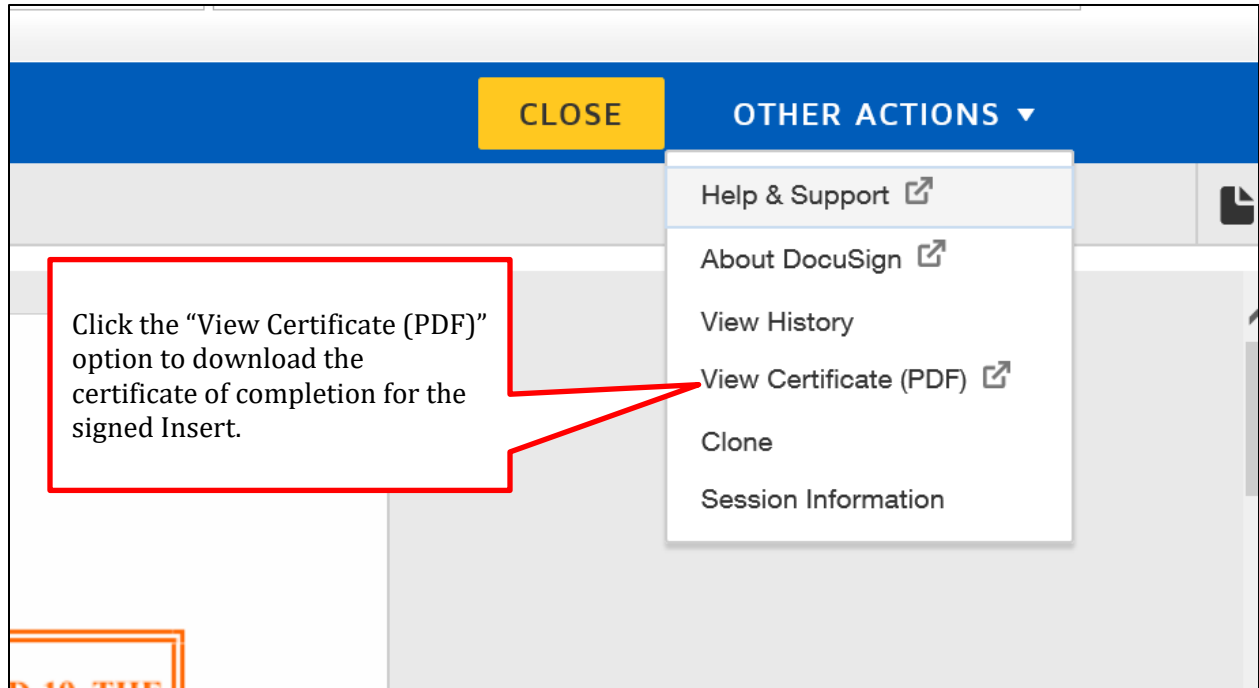 CLOSE
OTHER ACTIONS
Help & Support
About DocuSign
View History
View Certificate (PDF)
Clone
Session Information
Click the “View Certificate (PDF)”
option to download the
certificate of completion for the
signed Insert.